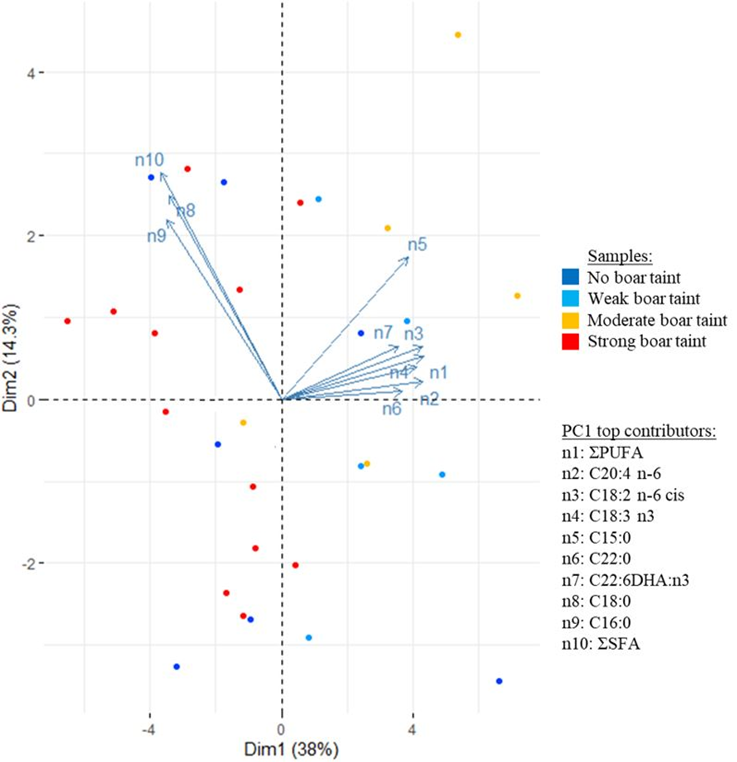 n10
n8
n9
n5
n7
n3
n4
n1
n2
n6
4
2
0
-2
-4
0
4
Dim2 (14.3%)
Dim1 (38%)
Samples:
No boar taint
Weak boar taint
Moderate boar taint
Strong boar taint
PC1 top contributors:
n1: ΣPUFA
n2: C20:4 n-6
n3: C18:2 n-6 cis
n4: C18:3 n3
n5: C15:0
n6: C22:0
n7: C22:6DHA:n3
n8: C18:0
n9: C16:0
n10: ΣSFA